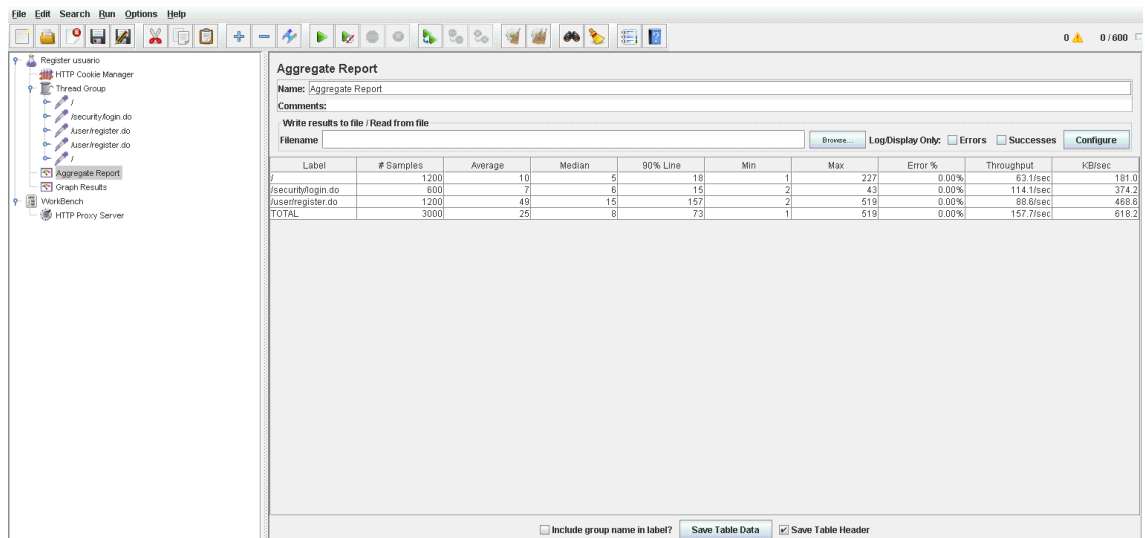 File Edit Search Run Options Help
0 0 / 600
Register usuario
HTTP Cookie Manager
Thread Group
/
/security/login.do
/user/register.do
/user/register.do
/
Aggregate Report
Graph Results
WorkBench
HTTP Proxy Server
Aggregate Report
Name: Aggregate Report
Comments:
Write results to file / Read from file
Filename Browse... Log/Display Only: Errors Successes Configure
Label # Samples Average Median 90% Line Min Max Error % Throughput KB/sec
/ 1200 10 5 18 1 227 0.00% 63.1/sec 181.0
/security/login.do 600 7 6 15 2 43 0.00% 114.1/sec 374.2
/user/register.do 1200 49 15 157 2 519 0.00% 88.6/sec 468.6
TOTAL 3000 25 8 73 1 519 0.00% 157.7/sec 618.2
Include group name in label? Save Table Data Save Table Header